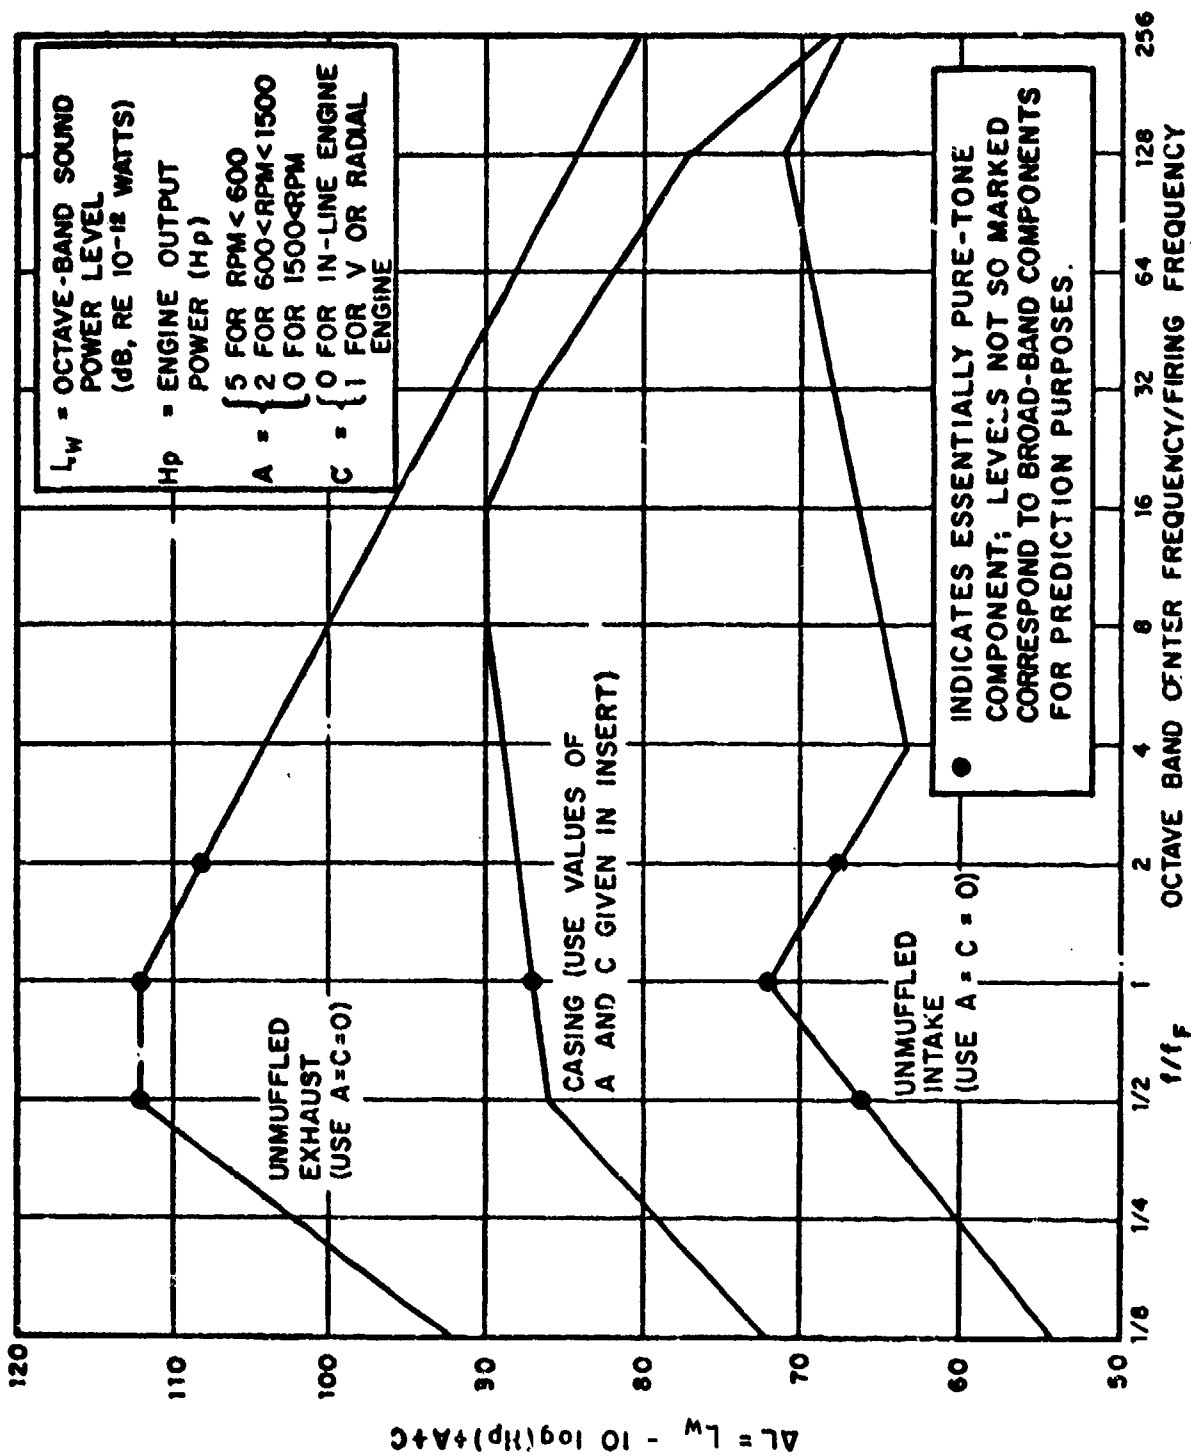 120
110
100
90
80
70
60
50
ΔL = LW - 10 log(Hp)+A+C
LW = OCTAVE-BAND SOUND
POWER LEVEL
(dB, RE 10-12 WATTS)
Hp = ENGINE OUTPUT
POWER (Hp)
A = { 5 FOR RPM<600
2 FOR 600<RPM<1500
0 FOR 1500<RPM
C = { 0 FOR IN-LINE ENGINE
1 FOR V OR RADIAL
ENGINE
UNMUFFLED
EXHAUST
(USE A=C=0)
CASING (USE VALUES OF
A AND C GIVEN IN INSERT)
UNMUFFLED
INTAKE
(USE A = C = 0)
● INDICATES ESSENTIALLY PURE-TONE
COMPONENT; LEVELS NOT SO MARKED
CORRESPOND TO BROAD-BAND COMPONENTS
FOR PREDICTION PURPOSES.
1/8 1/4 1/2 1 2 4 8 16 32 64 128 256
f/fF OCTAVE BAND CENTER FREQUENCY/FIRING FREQUENCY